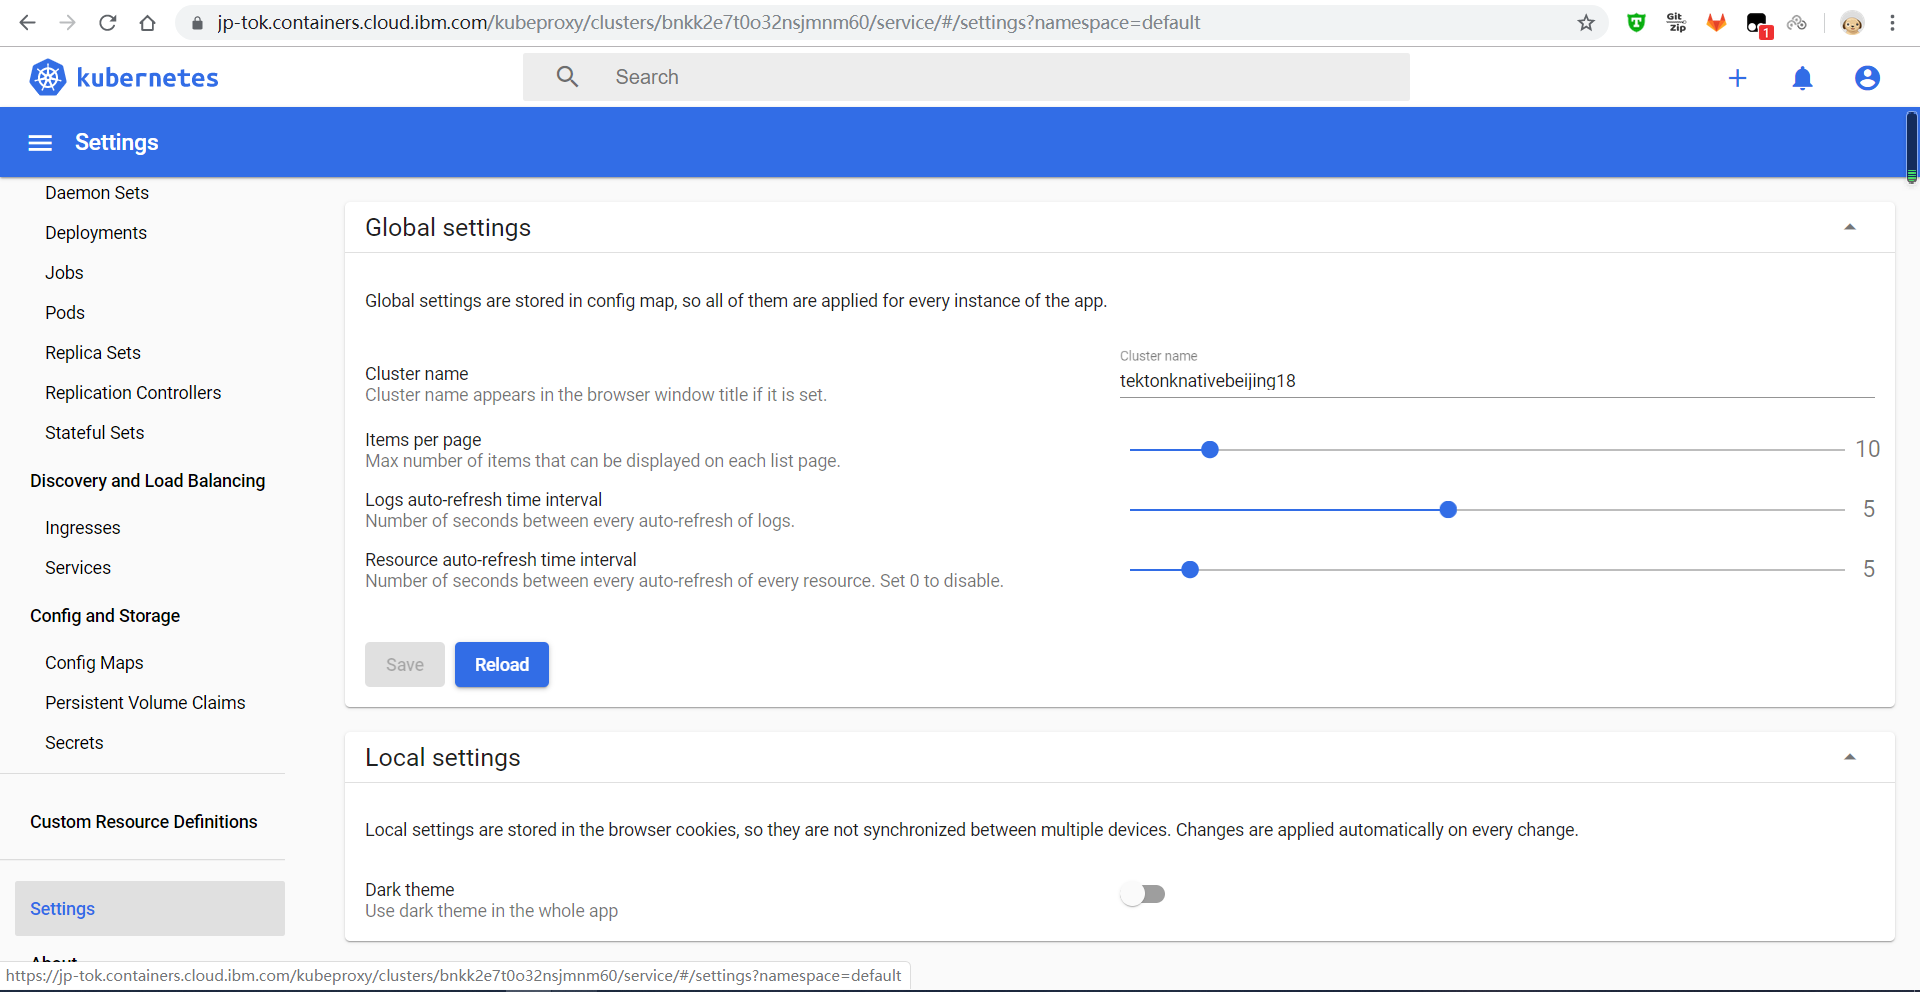 jp-tok.containers.cloud.ibm.com/kubeproxy/clusters/bnkk2e7t0o32nsjmnm60/service/#/settings?namespace=default
Git
Zip
1
kubernetes
Search
Settings
Daemon Sets
Deployments
Jobs
Pods
Replica Sets
Replication Controllers
Stateful Sets
Discovery and Load Balancing
Ingresses
Services
Config and Storage
Config Maps
Persistent Volume Claims
Secrets
Custom Resource Definitions
Settings
About
Global settings
Global settings are stored in config map, so all of them are applied for every instance of the app.
Cluster name
Cluster name appears in the browser window title if it is set.
Cluster name
tektonknativebeijing18
Items per page
Max number of items that can be displayed on each list page.
10
Logs auto-refresh time interval
Number of seconds between every auto-refresh of logs.
5
Resource auto-refresh time interval
Number of seconds between every auto-refresh of every resource. Set 0 to disable.
5
Save
Reload
Local settings
Local settings are stored in the browser cookies, so they are not synchronized between multiple devices. Changes are applied automatically on every change.
Dark theme
Use dark theme in the whole app
https://jp-tok.containers.cloud.ibm.com/kubeproxy/clusters/bnkk2e7t0o32nsjmnm60/service/#/settings?namespace=default